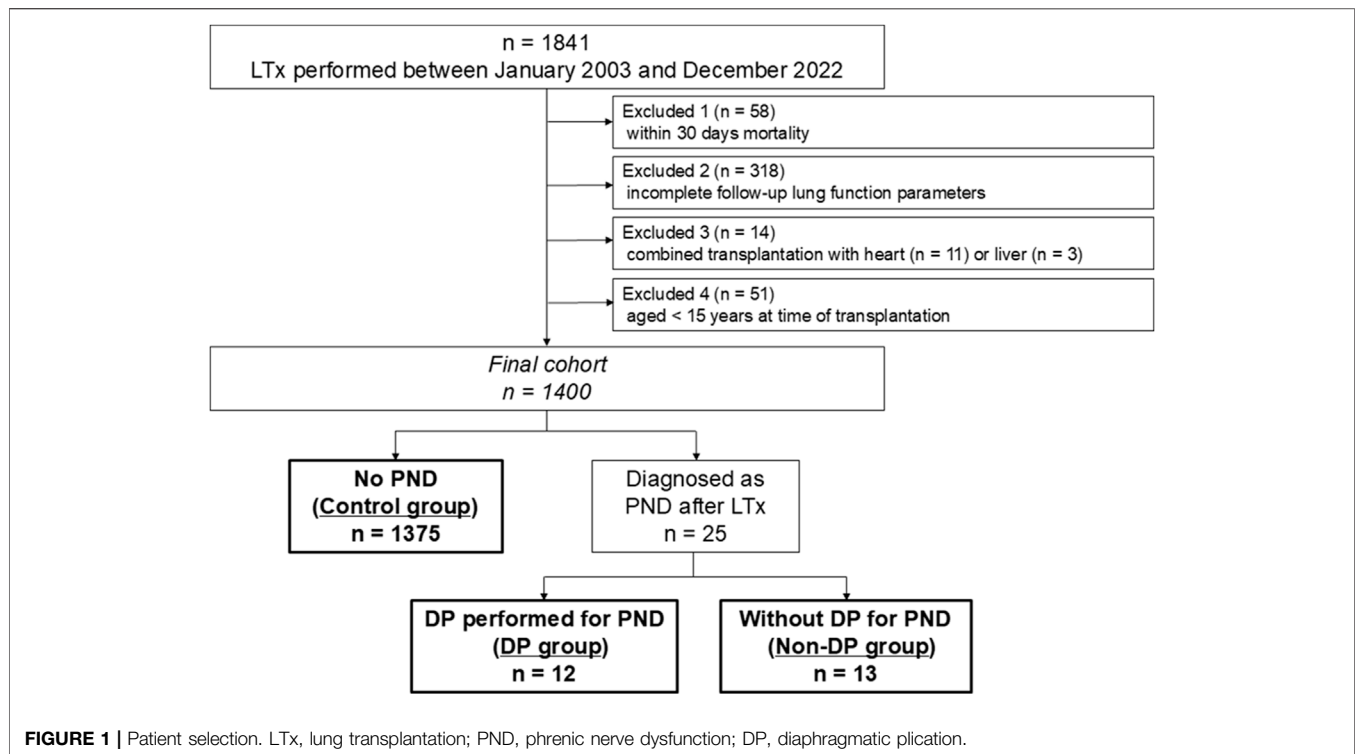 n = 1841
LTx performed between January 2003 and December 2022
Excluded 1 (n = 58)
within 30 days mortality
Excluded 2 (n = 318)
incomplete follow-up lung function parameters
Excluded 3 (n = 14)
combined transplantation with heart (n = 11) or liver (n = 3)
Excluded 4 (n = 51)
aged < 15 years at time of transplantation
Final cohort
n = 1400
No PND
(Control group)
n = 1375
Diagnosed as
PND after LTx
n = 25
DP performed for PND
(DP group)
n = 12
Without DP for PND
(Non-DP group)
n = 13
FIGURE 1 | Patient selection. LTx, lung transplantation; PND, phrenic nerve dysfunction; DP, diaphragmatic plication.